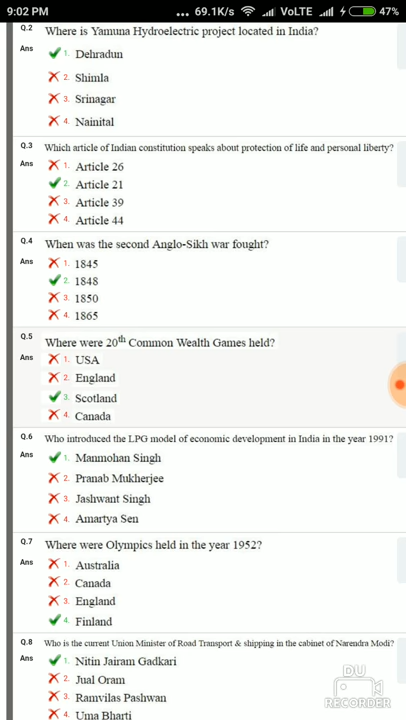 9:02 PM ... 69.1K/s VoLTE 47%
Q.2 Where is Yamuna Hydroelectric project located in India?
Ans 1. Dehradun
2. Shimla
3. Srinagar
4. Nainital
Q.3 Which article of Indian constitution speaks about protection of life and personal liberty?
Ans 1. Article 26
2. Article 21
3. Article 39
4. Article 44
Q.4 When was the second Anglo-Sikh war fought?
Ans 1. 1845
2. 1848
3. 1850
4. 1865
Q.5 Where were 20th Common Wealth Games held?
Ans 1. USA
2. England
3. Scotland
4. Canada
Q.6 Who introduced the LPG model of economic development in India in the year 1991?
Ans 1. Manmohan Singh
2. Pranab Mukherjee
3. Jashwant Singh
4. Amartya Sen
Q.7 Where were Olympics held in the year 1952?
Ans 1. Australia
2. Canada
3. England
4. Finland
Q.8 Who is the current Union Minister of Road Transport & shipping in the cabinet of Narendra Modi?
Ans 1. Nitin Jairam Gadkari
2. Jual Oram
3. Ramvilas Pashwan
4. Uma Bharti
DU
RECORDER